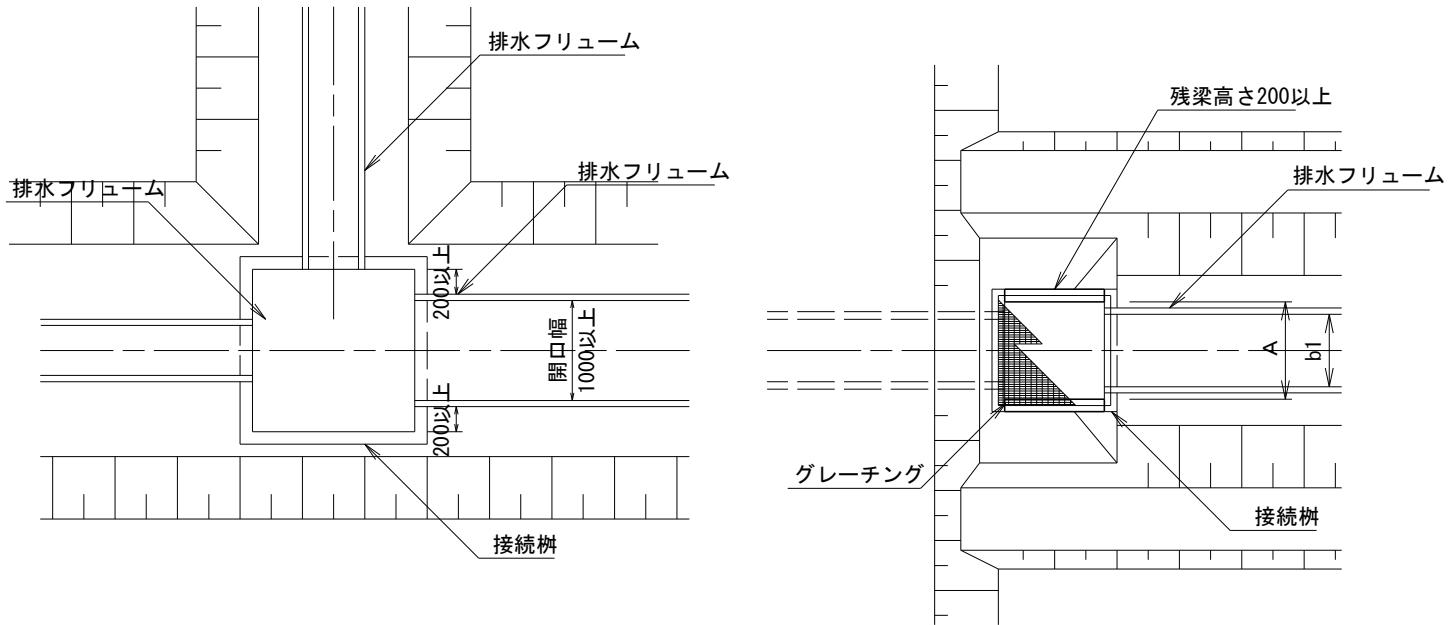 排水フリューム
排水フリューム
排水フリューム
200以上
開口幅
1000以上
200以上
接続桝
残梁高さ200以上
排水フリューム
A
b1
グレーチング
接続桝